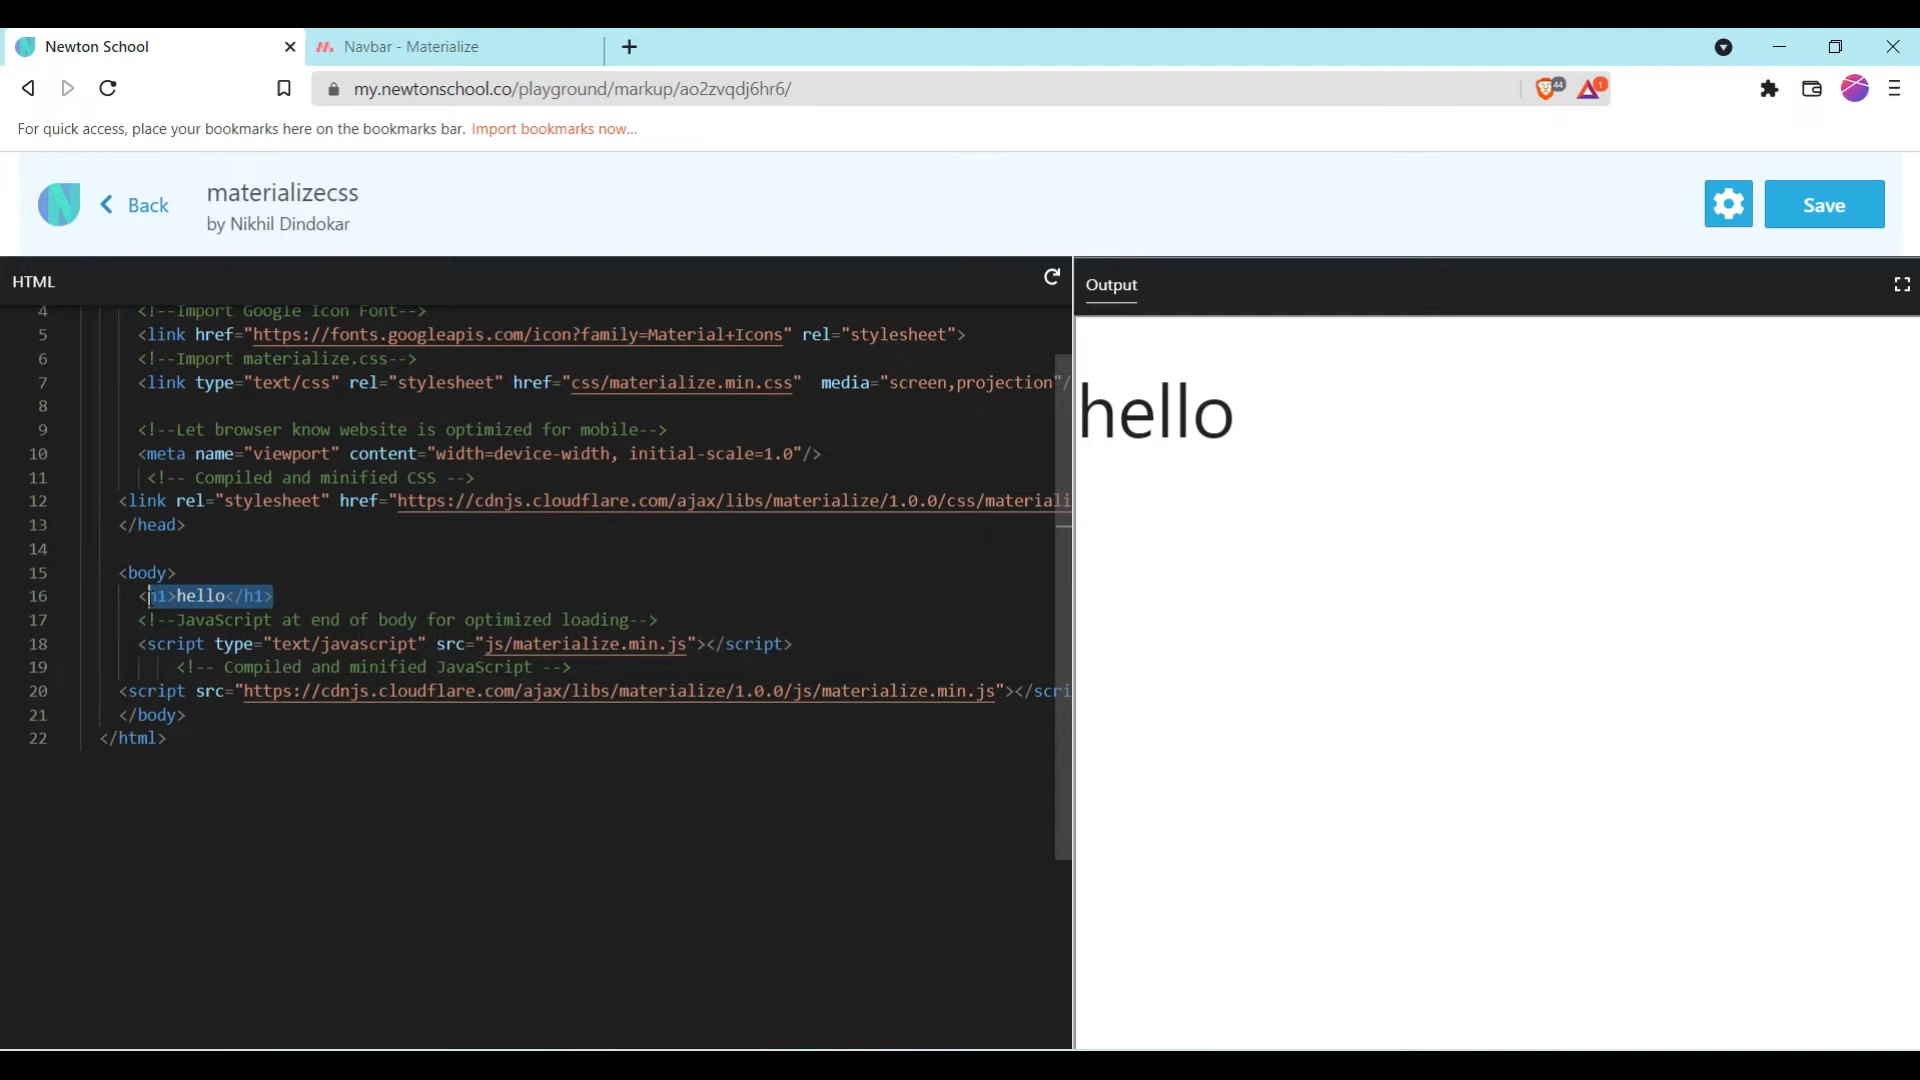 Newton School
Navbar - Materialize
my.newtonschool.co/playground/markup/ao2zvqdj6hr6/
44
1
For quick access, place your bookmarks here on the bookmarks bar. Import bookmarks now...
Back
materializecss
by Nikhil Dindokar
Save
HTML
Output
4 <!--Import Google Icon Font-->
5 <link href="https://fonts.googleapis.com/icon?family=Material+Icons" rel="stylesheet">
6 <!--Import materialize.css-->
7 <link type="text/css" rel="stylesheet" href="css/materialize.min.css"  media="screen,projection"/
8
9 <!--Let browser know website is optimized for mobile-->
10 <meta name="viewport" content="width=device-width, initial-scale=1.0"/>
11 <!-- Compiled and minified CSS -->
12 <link rel="stylesheet" href="https://cdnjs.cloudflare.com/ajax/libs/materialize/1.0.0/css/materiali
13 </head>
14
15 <body>
16 <h1>hello</h1>
17 <!--JavaScript at end of body for optimized loading-->
18 <script type="text/javascript" src="js/materialize.min.js"></script>
19 <!-- Compiled and minified JavaScript -->
20 <script src="https://cdnjs.cloudflare.com/ajax/libs/materialize/1.0.0/js/materialize.min.js"></scri
21 </body>
22 </html>
hello